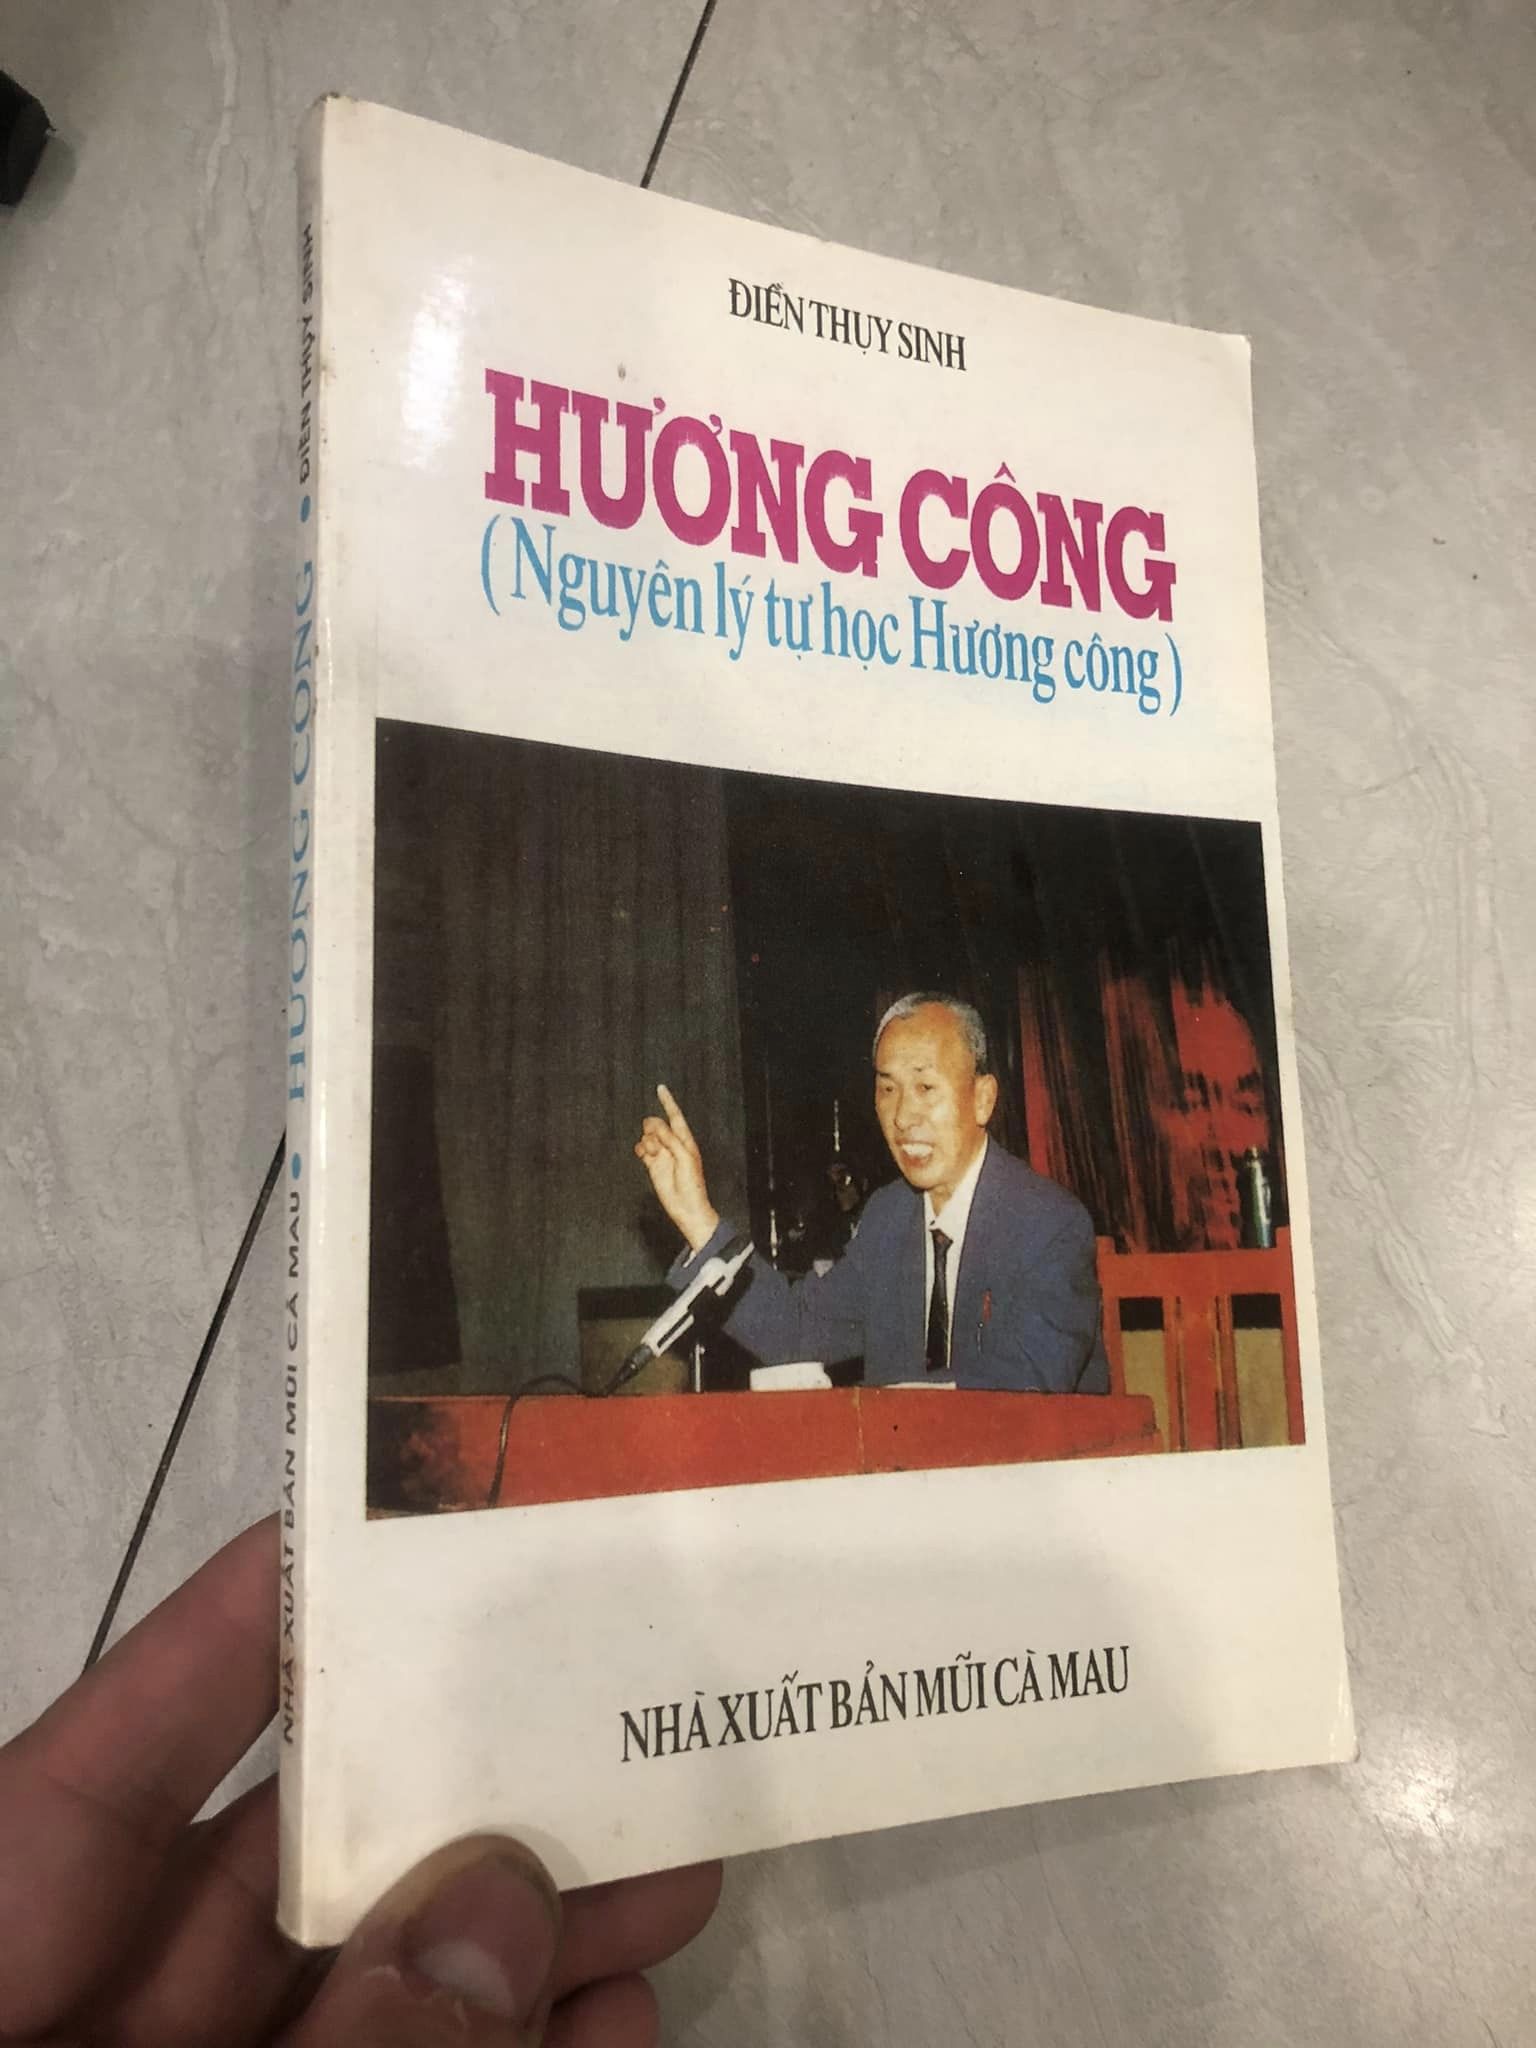 ĐIỀN THỤY SINH
HƯƠNG CÔNG
(Nguyên lý tự học Hương công)
NHÀ XUẤT BẢN MŨI CÀ MAU
NHÀ XUẤT BẢN MŨI CÀ MAU • HƯƠNG CÔNG • ĐIỀN THỤY SINH